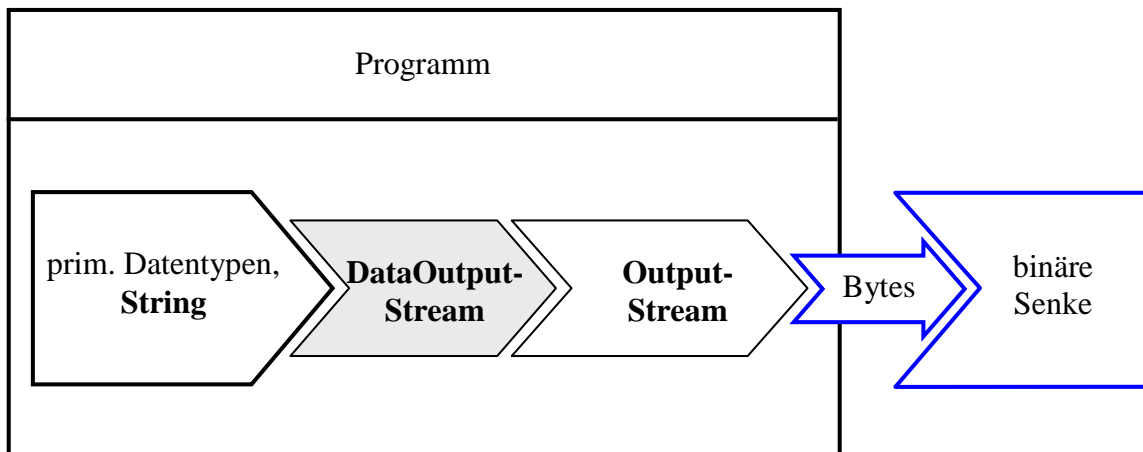 Programm
prim. Datentypen,
String
DataOutput-
Stream
Output-
Stream
Bytes
binäre
Senke